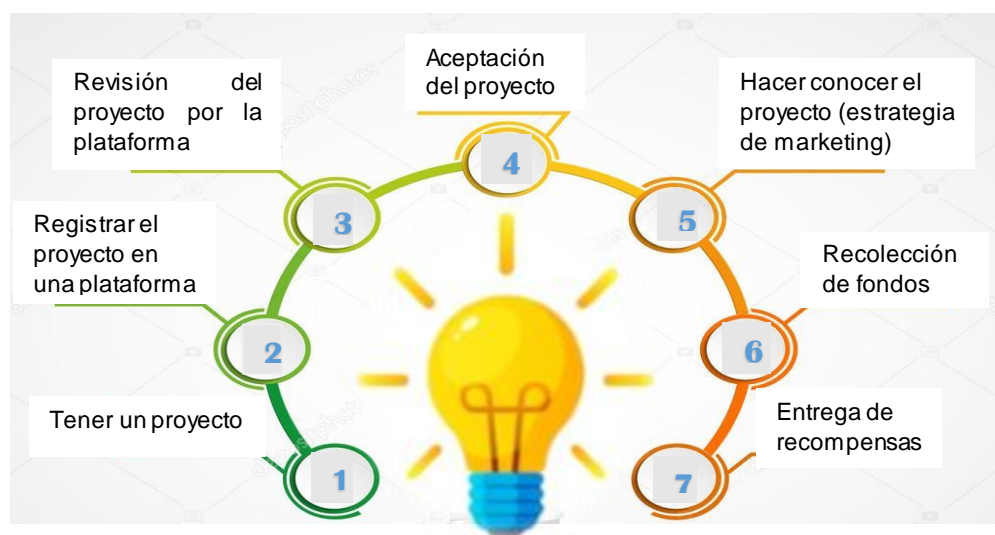 1
Tener un proyecto
2
Registrar el
proyecto en
una plataforma
3
Revisión del
proyecto por la
plataforma
4
Aceptación
del proyecto
5
Hacer conocer el
proyecto (estrategia
de marketing)
6
Recolección
de fondos
7
Entrega de
recompensas